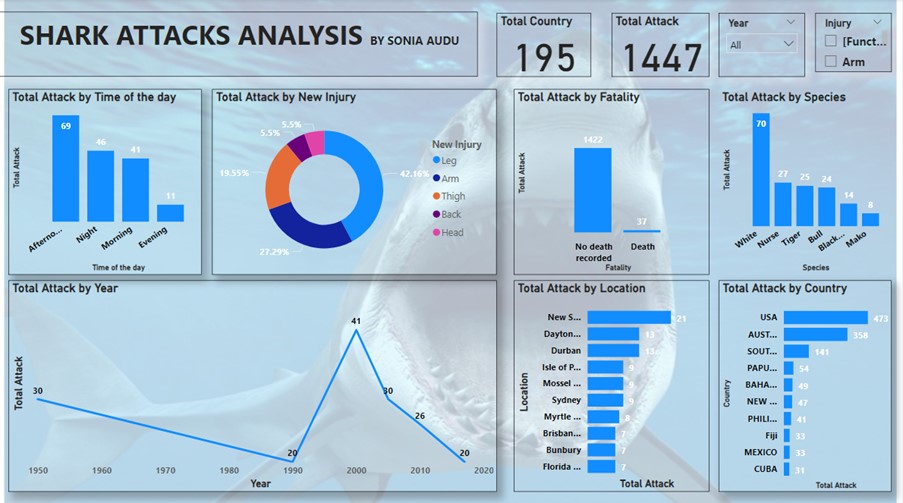 SHARK ATTACKS ANALYSIS BY SONIA AUDU
Total Country
195
Total Attack
1447
Year
All
Injury
[Funct...
Arm
Total Attack by Time of the day
Total Attack
69
46
41
11
Afterno...
Night
Morning
Evening
Time of the day
Total Attack by New Injury
5.5%
5.5%
19.55%
42.16%
27.29%
New Injury
Leg
Arm
Thigh
Back
Head
Total Attack by Fatality
Total Attack
1422
37
No death
recorded
Death
Fatality
Total Attack by Species
Total Attack
70
27
25
24
14
8
White
Nurse
Tiger
Bull
Black...
Mako
Species
Total Attack by Year
Total Attack
30
20
41
30
26
20
1950
1960
1970
1980
1990
2000
2010
2020
Year
Total Attack by Location
Location
New S... 21
Dayton... 13
Durban 13
Isle of P... 9
Mossel ... 9
Sydney 9
Myrtle ... 8
Brisban... 7
Bunbury 7
Florida ... 7
Total Attack
Total Attack by Country
Country
USA 473
AUST... 358
SOUT... 141
PAPU... 54
BAHA... 49
NEW ... 47
PHILI... 41
Fiji 33
MEXICO 33
CUBA 31
Total Attack